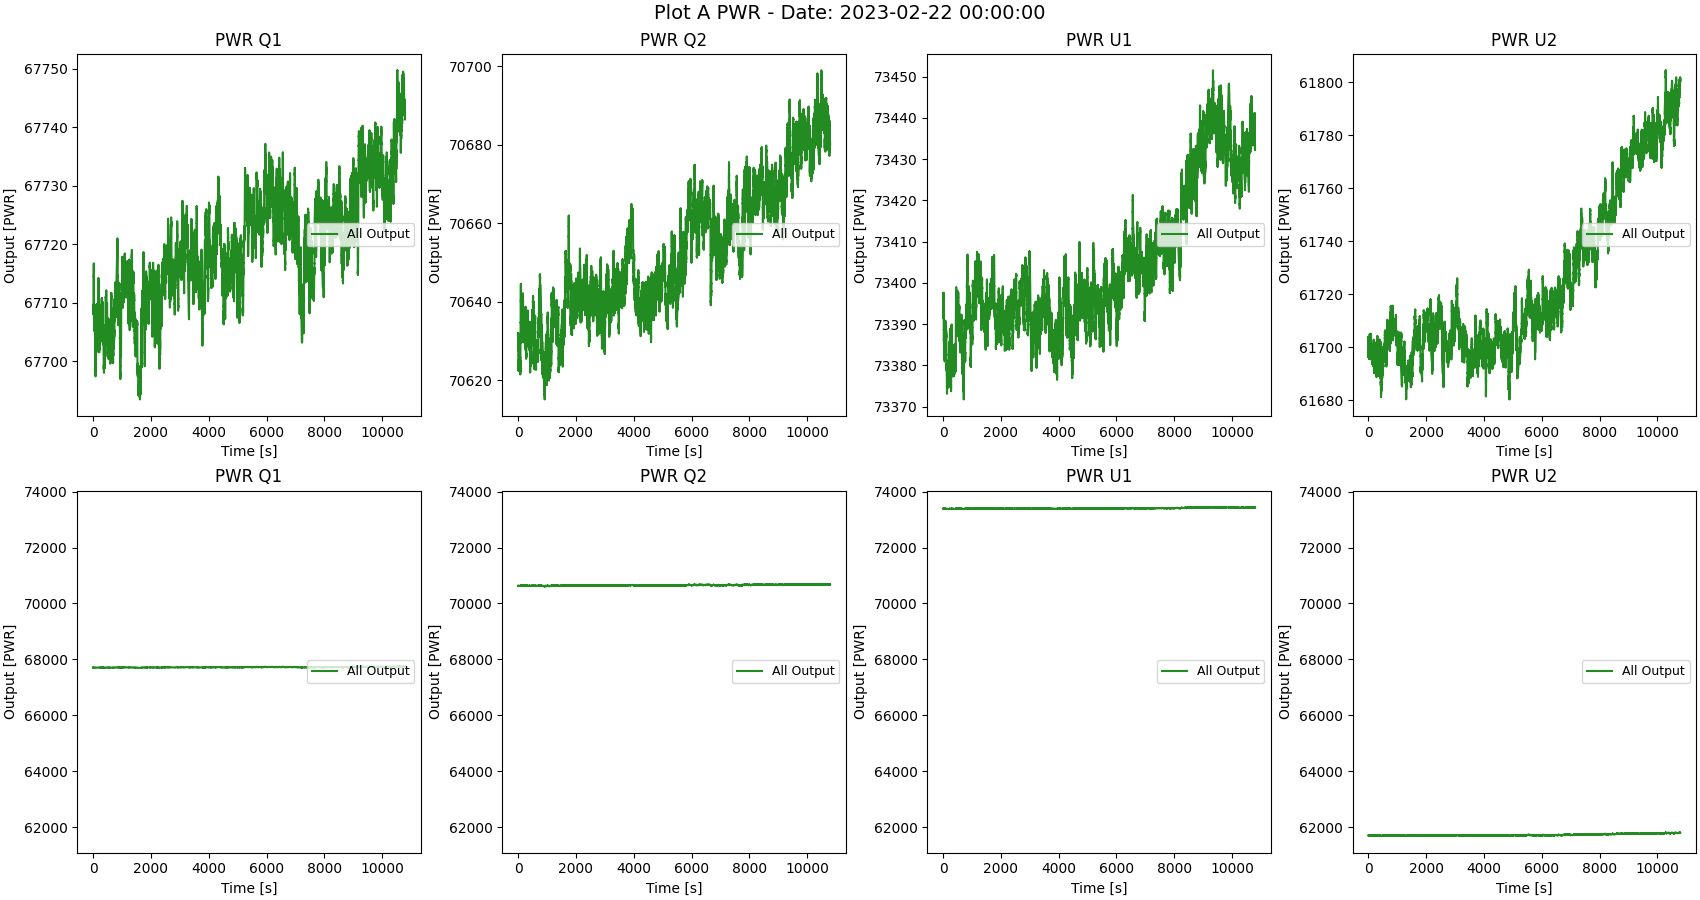 Plot A PWR - Date: 2023-02-22 00:00:00
PWR Q1
67750
67740
67730
67720
67710
67700
Output [PWR]
All Output
0 2000 4000 6000 8000 10000
Time [s]
PWR Q2
70700
70680
70660
70640
70620
Output [PWR]
All Output
0 2000 4000 6000 8000 10000
Time [s]
PWR U1
73450
73440
73430
73420
73410
73400
73390
73380
73370
Output [PWR]
All Output
0 2000 4000 6000 8000 10000
Time [s]
PWR U2
61800
61780
61760
61740
61720
61700
61680
Output [PWR]
All Output
0 2000 4000 6000 8000 10000
Time [s]
PWR Q1
74000
72000
70000
68000
66000
64000
62000
Output [PWR]
All Output
0 2000 4000 6000 8000 10000
Time [s]
PWR Q2
74000
72000
70000
68000
66000
64000
62000
Output [PWR]
All Output
0 2000 4000 6000 8000 10000
Time [s]
PWR U1
74000
72000
70000
68000
66000
64000
62000
Output [PWR]
All Output
0 2000 4000 6000 8000 10000
Time [s]
PWR U2
74000
72000
70000
68000
66000
64000
62000
Output [PWR]
All Output
0 2000 4000 6000 8000 10000
Time [s]